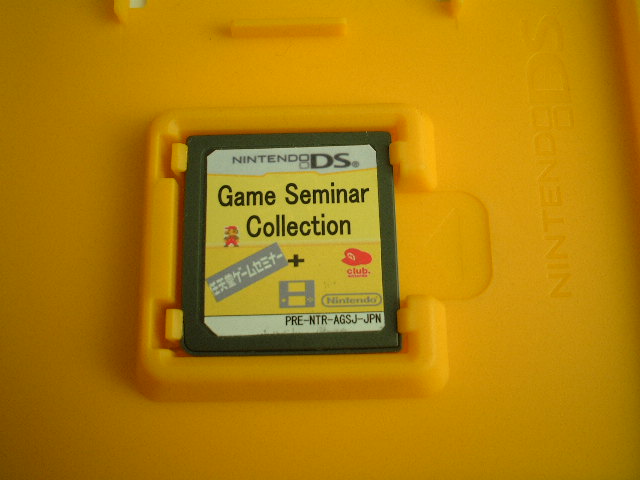 NINTENDO DS®
Game Seminar
Collection
任天堂ゲームセミナー
+
club.
Nintendo
PRE-NTR-AGSJ-JPN
NINTENDO DS